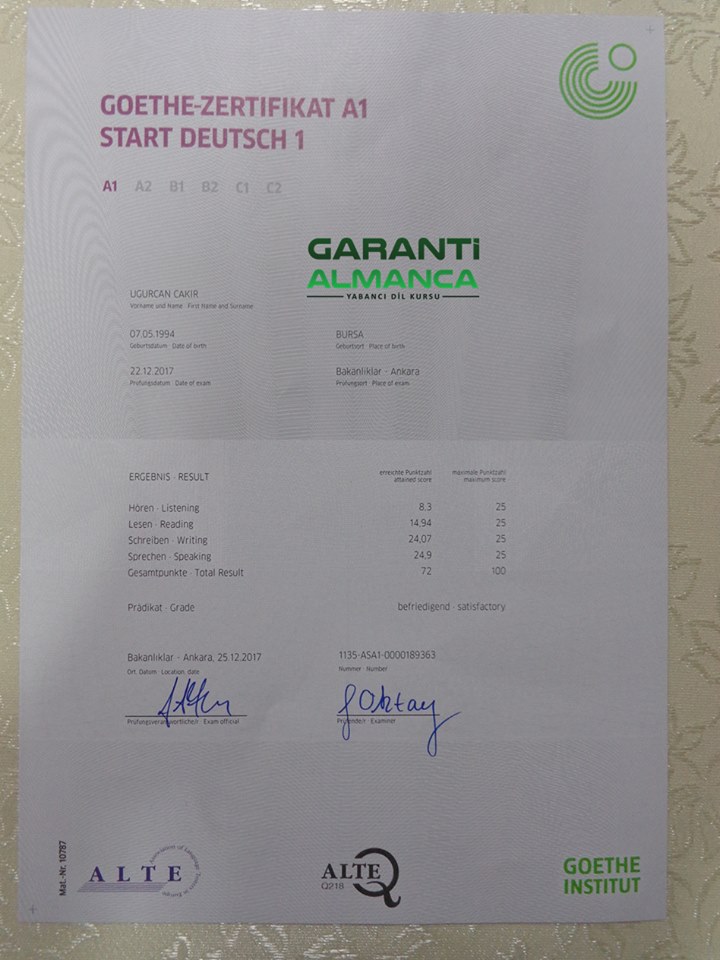 GOETHE-ZERTIFIKAT A1
START DEUTSCH 1
A1 A2 B1 B2 C1 C2
GARANTi
ALMANCA
YABANCI DİL KURSU
UGURCAN CAKIR
Vorname und Name · First Name and Surname
07.05.1994
Geburtsdatum · Date of birth
BURSA
Geburtsort · Place of birth
22.12.2017
Prüfungsdatum · Date of exam
Bakanlıklar - Ankara
Prüfungsort · Place of exam
ERGEBNIS · RESULT
erreichte Punktzahl
attained score
maximale Punktzahl
maximum score
Hören · Listening 8.3 25
Lesen · Reading 14,94 25
Schreiben · Writing 24,07 25
Sprechen · Speaking 24,9 25
Gesamtpunkte · Total Result 72 100
Prädikat · Grade befriedigend · satisfactory
Bakanlıklar - Ankara, 25.12.2017
Ort, Datum · Location, date
1135-ASA1-0000189363
Nummer · Number
Prüfungsverantwortliche/r · Exam official
Prüfende/r · Examiner
Mat.-Nr. 10787
ALTE
Association of Language Testers in Europe
ALTE
Q218
GOETHE
INSTITUT